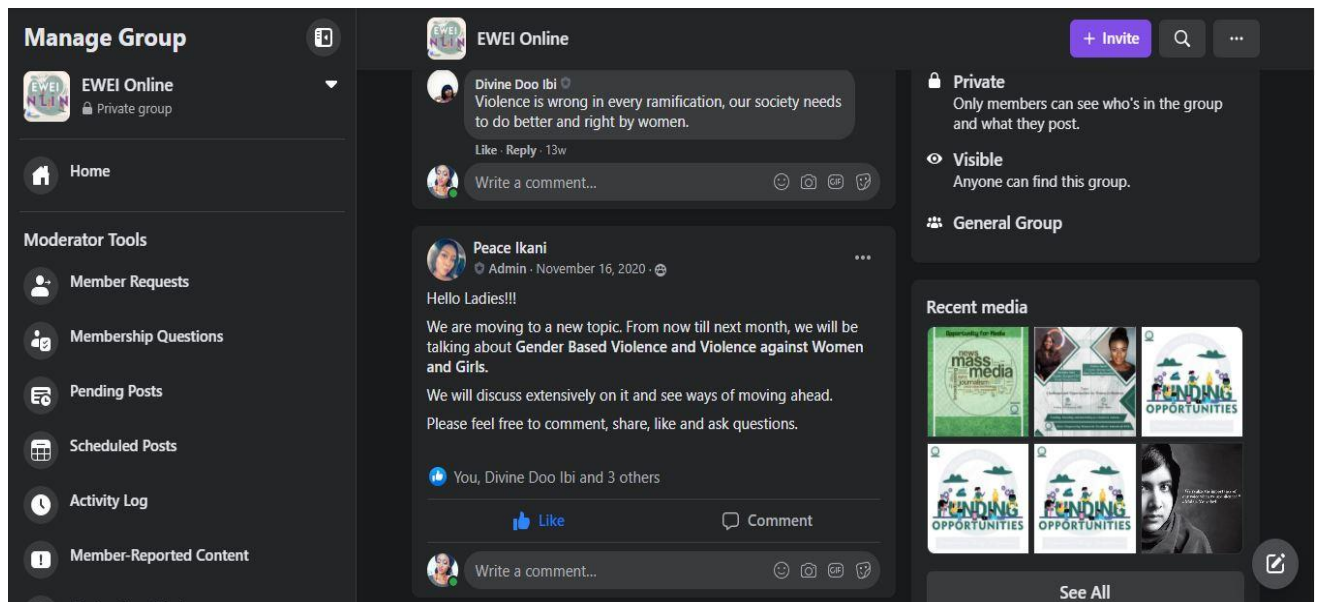 Manage Group
EWEI Online
Private group
Home
Moderator Tools
Member Requests
Membership Questions
Pending Posts
Scheduled Posts
Activity Log
Member-Reported Content
EWEI Online
+ Invite
Divine Doo Ibi
Violence is wrong in every ramification, our society needs
to do better and right by women.
Like · Reply · 13w
Write a comment...
GIF
Peace Ikani
Admin · November 16, 2020 ·
Hello Ladies!!!
We are moving to a new topic. From now till next month, we will be
talking about Gender Based Violence and Violence against Women
and Girls.
We will discuss extensively on it and see ways of moving ahead.
Please feel free to comment, share, like and ask questions.
You, Divine Doo Ibi and 3 others
Like
Comment
Write a comment...
GIF
Private
Only members can see who's in the group
and what they post.
Visible
Anyone can find this group.
General Group
Recent media
Opportunity for Media
news
mass
media
journalism
FUNDING
OPPORTUNITIES
FUNDING
OPPORTUNITIES
FUNDING
OPPORTUNITIES
See All